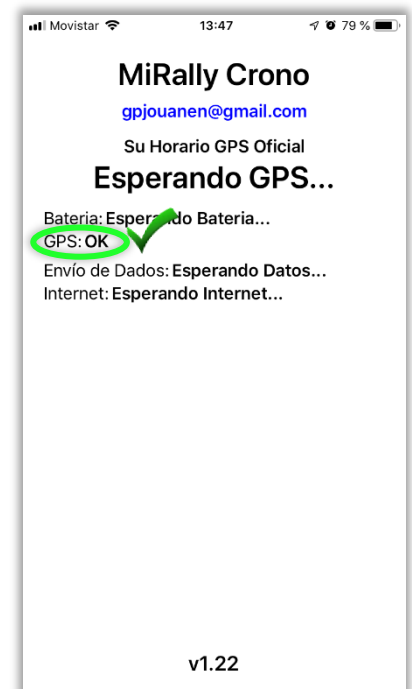 Movistar 13:47 79 %
MiRally Crono
gpjouanen@gmail.com
Su Horario GPS Oficial
Esperando GPS...
Bateria: Esperando Bateria...
GPS: OK
Envío de Dados: Esperando Datos...
Internet: Esperando Internet...
v1.22